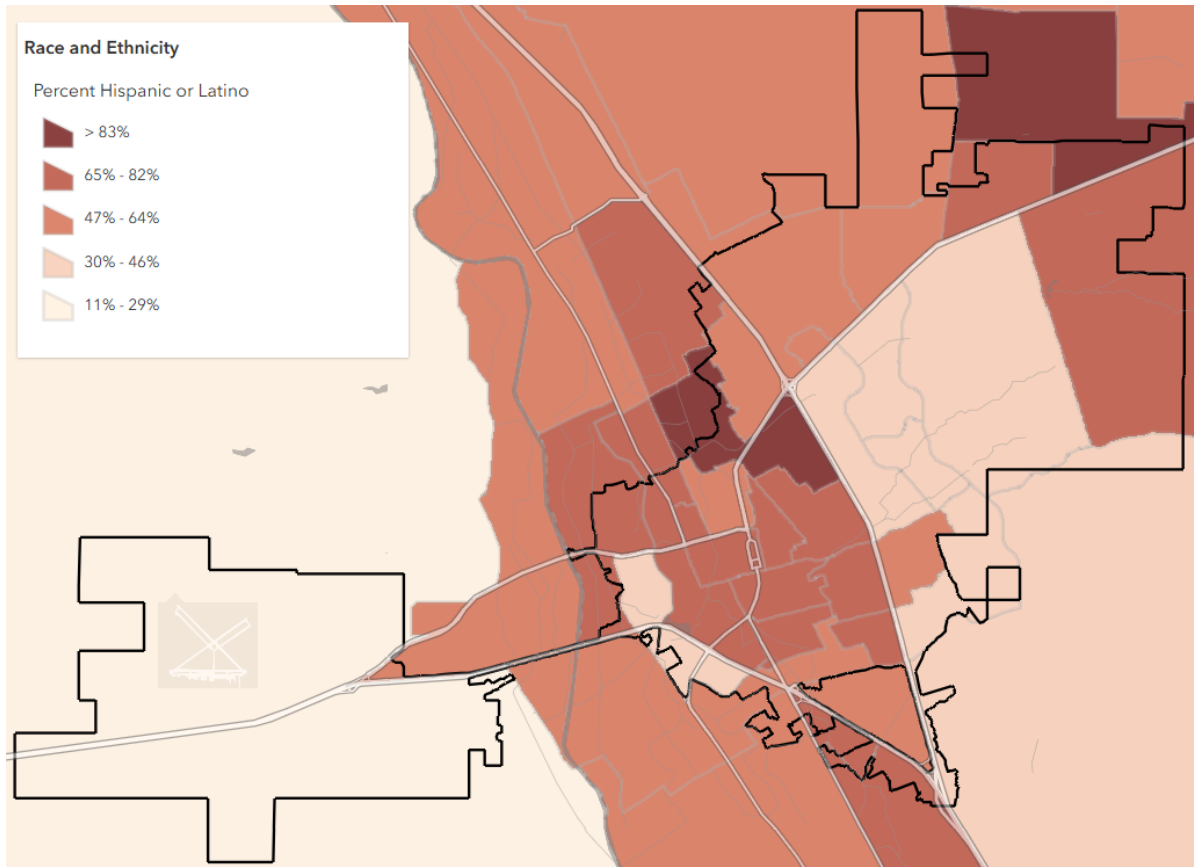 Race and Ethnicity
Percent Hispanic or Latino
> 83%
65% - 82%
47% - 64%
30% - 46%
11% - 29%